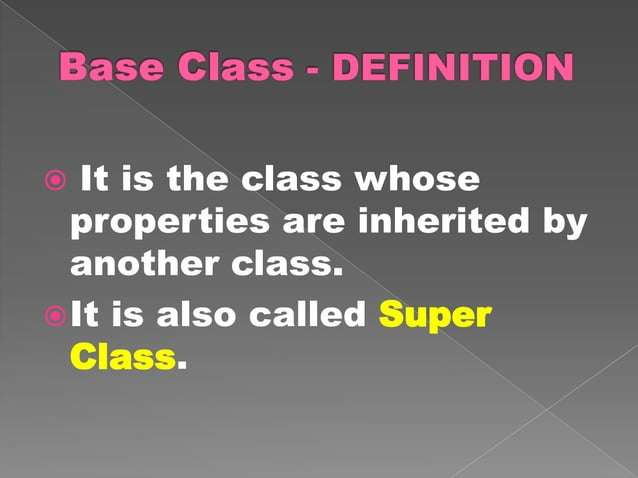 Base Class - DEFINITION
It is the class whose
properties are inherited by
another class.
It is also called Super
Class.